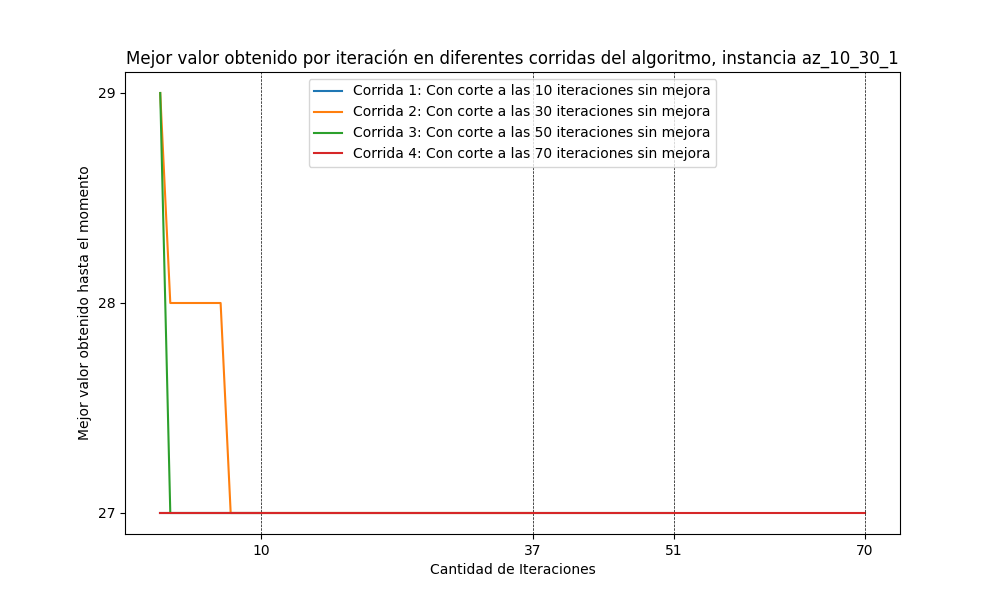 Mejor valor obtenido por iteración en diferentes corridas del algoritmo, instancia az_10_30_1
Corrida 1: Con corte a las 10 iteraciones sin mejora
Corrida 2: Con corte a las 30 iteraciones sin mejora
Corrida 3: Con corte a las 50 iteraciones sin mejora
Corrida 4: Con corte a las 70 iteraciones sin mejora
Mejor valor obtenido hasta el momento
29
28
27
10 37 51 70
Cantidad de Iteraciones